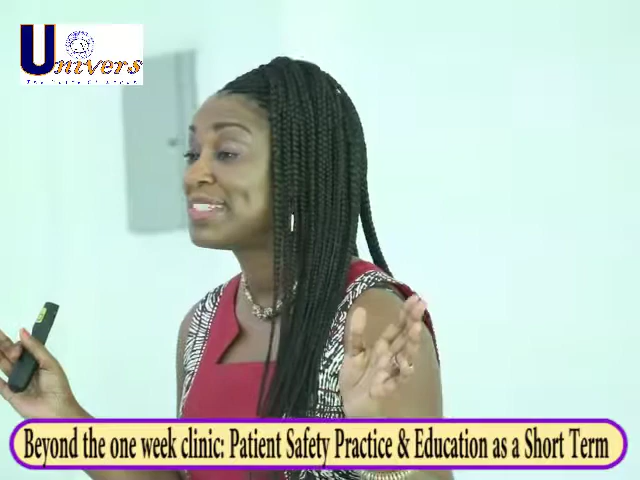 Univers
Beyond the one week clinic: Patient Safety Practice & Education as a Short Term